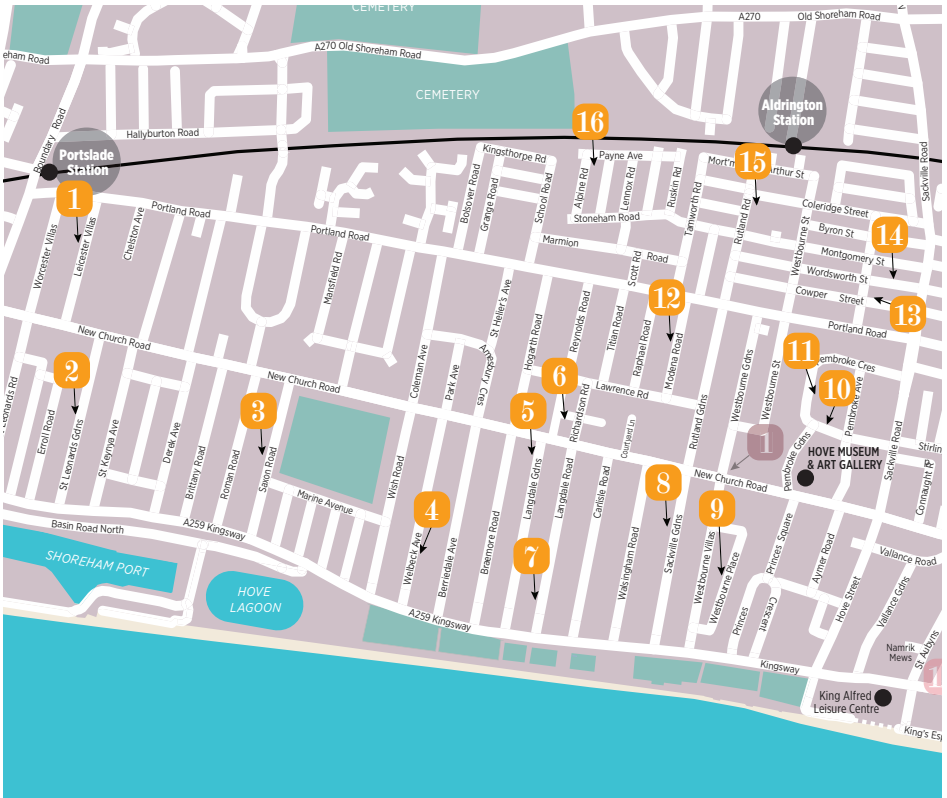 CEMETERY
A270
Old Shoreham Road
A270 Old Shoreham Road
eham Road
CEMETERY
Aldrington
Station
16
Boundary Road
Hallyburton Road
Portslade
Station
Kingsthorpe Rd
Payne Ave
15
Arthur St
Sackville Road
1
Portland Road
Portland Road
Bolsover Road
Grange Road
School Road
Alpine Rd
Lennox Rd
Ruskin Rd
Tamworth Rd
Rutland Rd
Stoneham Road
Coleridge Street
Byron St
14
Montgomery St
Wordsworth St
Cowper Street
13
Westbourne St
Worcester Villas
Leicester Villas
Chelston Ave
Mansfield Rd
Marmion Road
Scott Rd
12
Portland Road
New Church Road
St Heller's Ave
Hogarth Road
Reynolds Road
Titian Road
Raphael Road
Modena Road
11
Pembroke Cres
10
Pembroke Ave
2
New Church Road
Coleman Ave
Park Ave
Amesbury Cres
6
Lawrence Rd
Westbourne Gdns
Westbourne St
Leonards Rd
Erroll Road
St Leonards Gdns
St Kenya Ave
Derek Ave
3
5
Richardson Rd
Courtyard Ln
Rutland Gdns
1
Pembroke Gdns
HOVE MUSEUM
& ART GALLERY
Sackville Road
Stirlin
Connaught R
Brittany Road
Roman Road
Saxon Road
Marine Avenue
Wish Road
Langdale Gdns
Langdale Road
Carlisle Road
8
New Church Road
4
9
Basin Road North
A259 Kingsway
SHOREHAM PORT
HOVE
LAGOON
Welbeck Ave
Berriedale Ave
Braemore Road
7
Walsingham Road
Sackville Gdns
Westbourne Villas
Westbourne Place
Princes Square
Princes Crescent
Aymer Road
Hove Street
Vallance Road
Vallance Gdns
A259 Kingsway
Kingsway
Namrik
Mews
St Aubyns
1
King Alfred
Leisure Centre
King's Esp